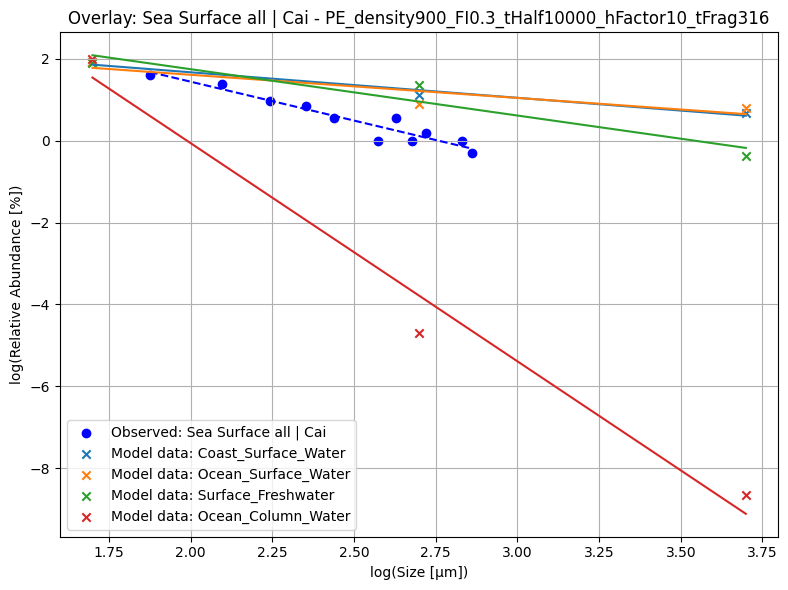 Overlay: Sea Surface all | Cai - PE_density900_FI0.3_tHalf10000_hFactor10_tFrag316
log(Relative Abundance [%])
2
0
−2
−4
−6
−8
Observed: Sea Surface all | Cai
Model data: Coast_Surface_Water
Model data: Ocean_Surface_Water
Model data: Surface_Freshwater
Model data: Ocean_Column_Water
1.75 2.00 2.25 2.50 2.75 3.00 3.25 3.50 3.75
log(Size [μm])